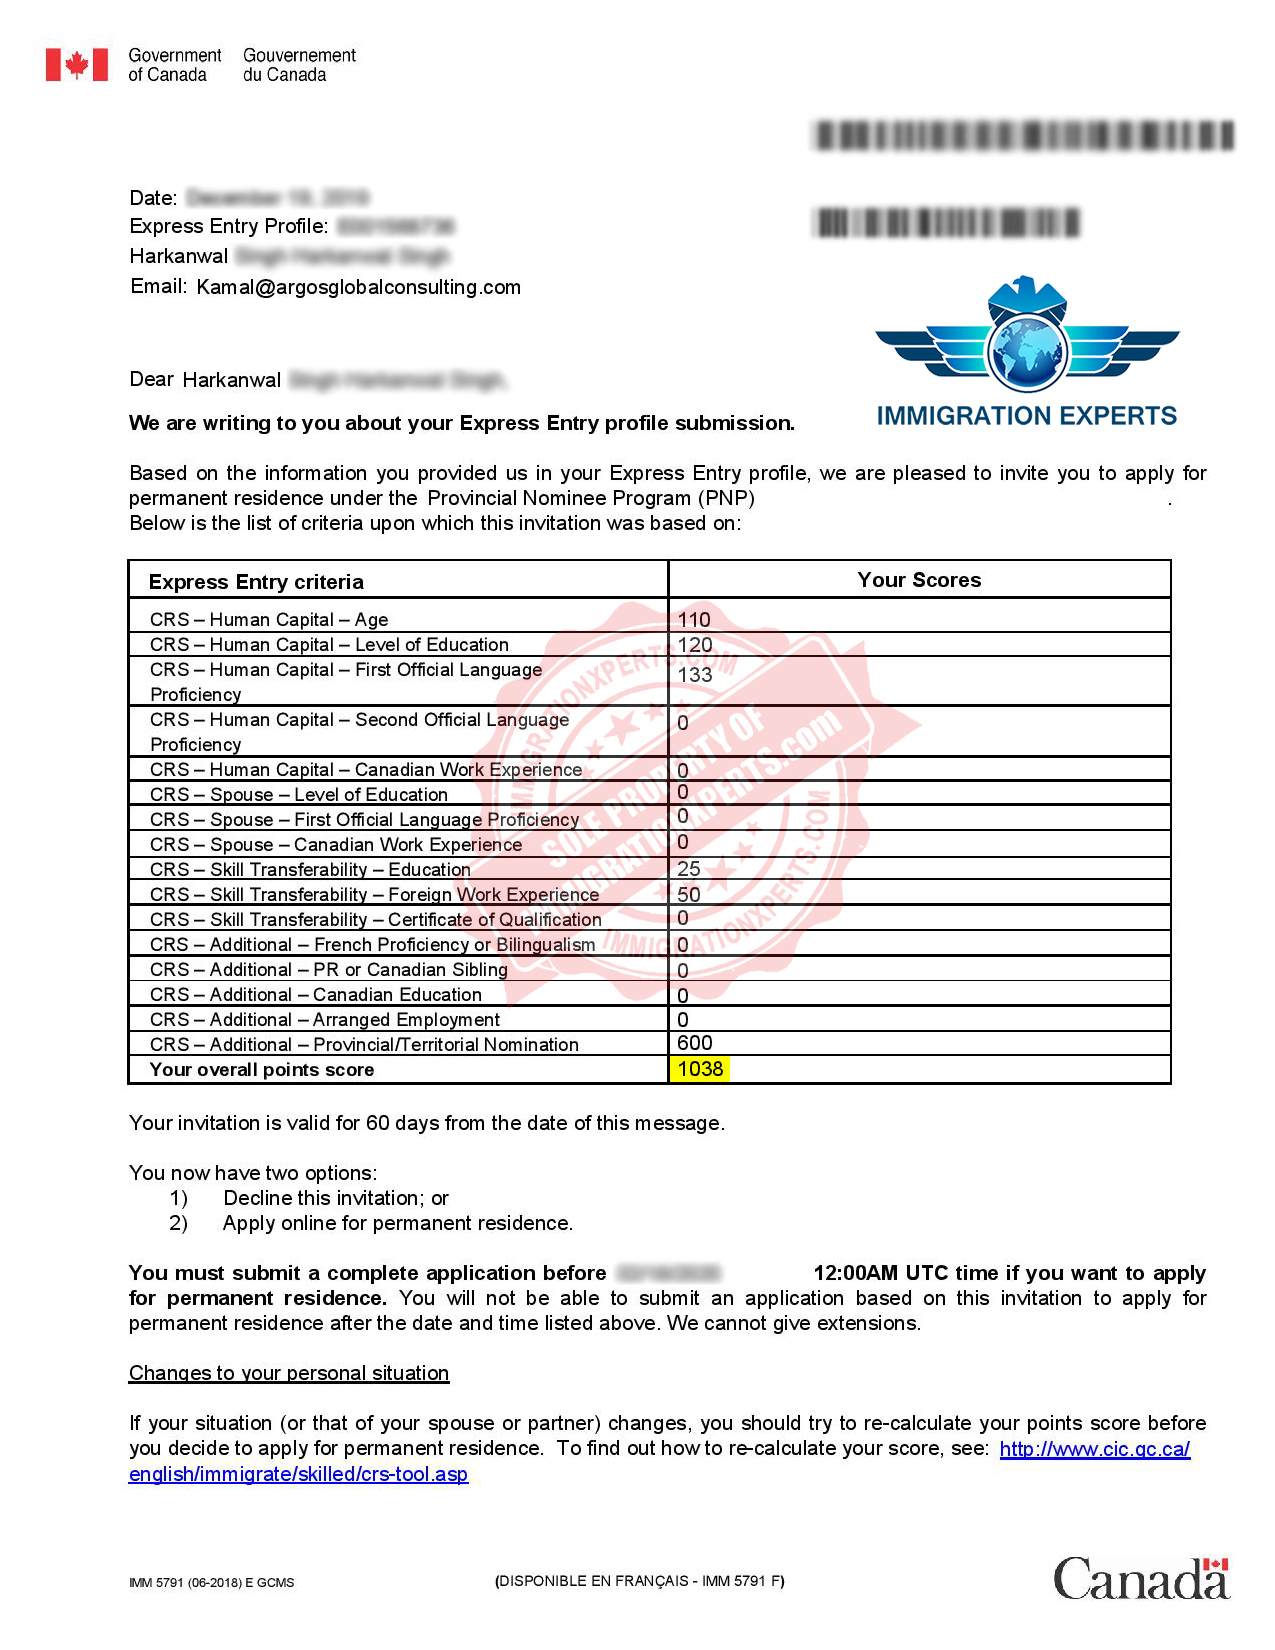 Government Gouvernement
of Canada du Canada
Date:
Express Entry Profile:
Harkanwal
Email: Kamal@argosglobalconsulting.com
IMMIGRATION EXPERTS
Dear Harkanwal
We are writing to you about your Express Entry profile submission.
Based on the information you provided us in your Express Entry profile, we are pleased to invite you to apply for
permanent residence under the Provincial Nominee Program (PNP) .
Below is the list of criteria upon which this invitation was based on:
Express Entry criteria Your Scores
CRS – Human Capital – Age 110
CRS – Human Capital – Level of Education 120
CRS – Human Capital – First Official Language 133
Proficiency
CRS – Human Capital – Second Official Language 0
Proficiency
CRS – Human Capital – Canadian Work Experience 0
CRS – Spouse – Level of Education 0
CRS – Spouse – First Official Language Proficiency 0
CRS – Spouse – Canadian Work Experience 0
CRS – Skill Transferability – Education 25
CRS – Skill Transferability – Foreign Work Experience 50
CRS – Skill Transferability – Certificate of Qualification 0
CRS – Additional – French Proficiency or Bilingualism 0
CRS – Additional – PR or Canadian Sibling 0
CRS – Additional – Canadian Education 0
CRS – Additional – Arranged Employment 0
CRS – Additional – Provincial/Territorial Nomination 600
Your overall points score 1038
IMMIGRATIONXPERTS.COM
SOLE PROPERTY OF
IMMIGRATIONXPERTS.com
IMMIGRATIONXPERTS.COM
Your invitation is valid for 60 days from the date of this message.
You now have two options:
1) Decline this invitation; or
2) Apply online for permanent residence.
You must submit a complete application before 12:00AM UTC time if you want to apply
for permanent residence. You will not be able to submit an application based on this invitation to apply for
permanent residence after the date and time listed above. We cannot give extensions.
Changes to your personal situation
If your situation (or that of your spouse or partner) changes, you should try to re-calculate your points score before
you decide to apply for permanent residence. To find out how to re-calculate your score, see: http://www.cic.gc.ca/
english/immigrate/skilled/crs-tool.asp
IMM 5791 (06-2018) E GCMS
(DISPONIBLE EN FRANÇAIS - IMM 5791 F)
Canada